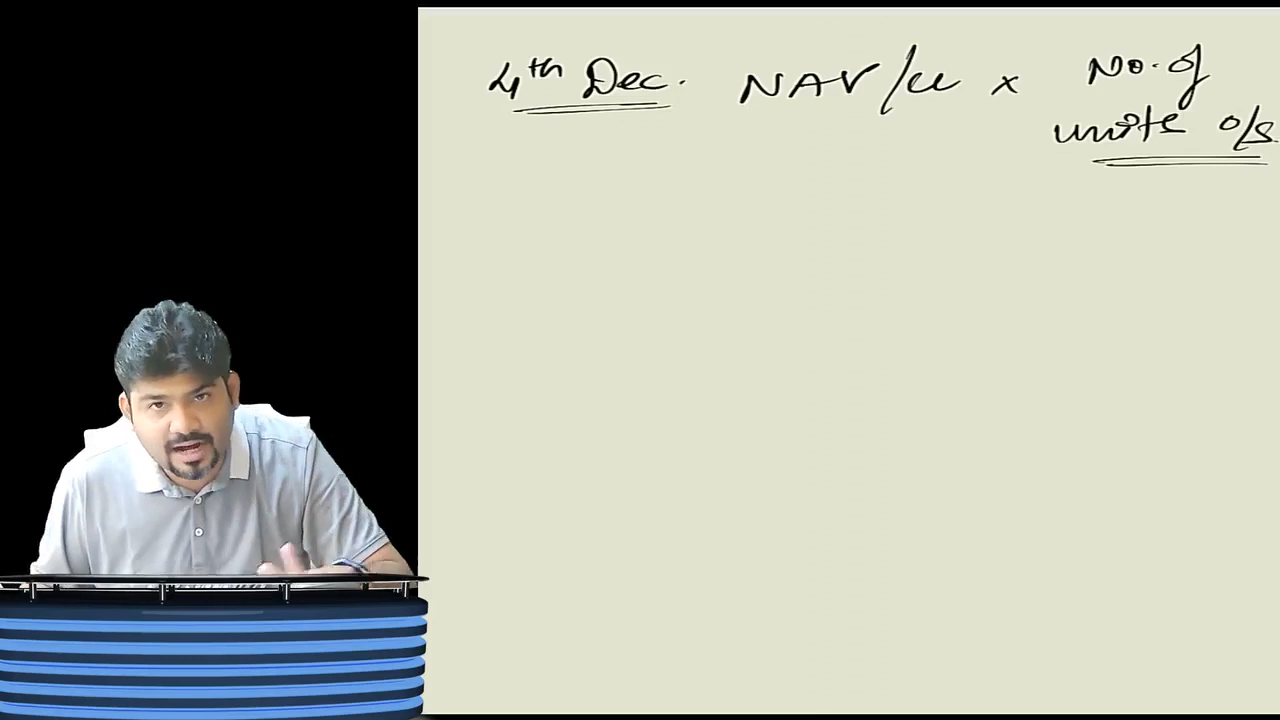 4th Dec. NAV/u × No. of
units o/s.